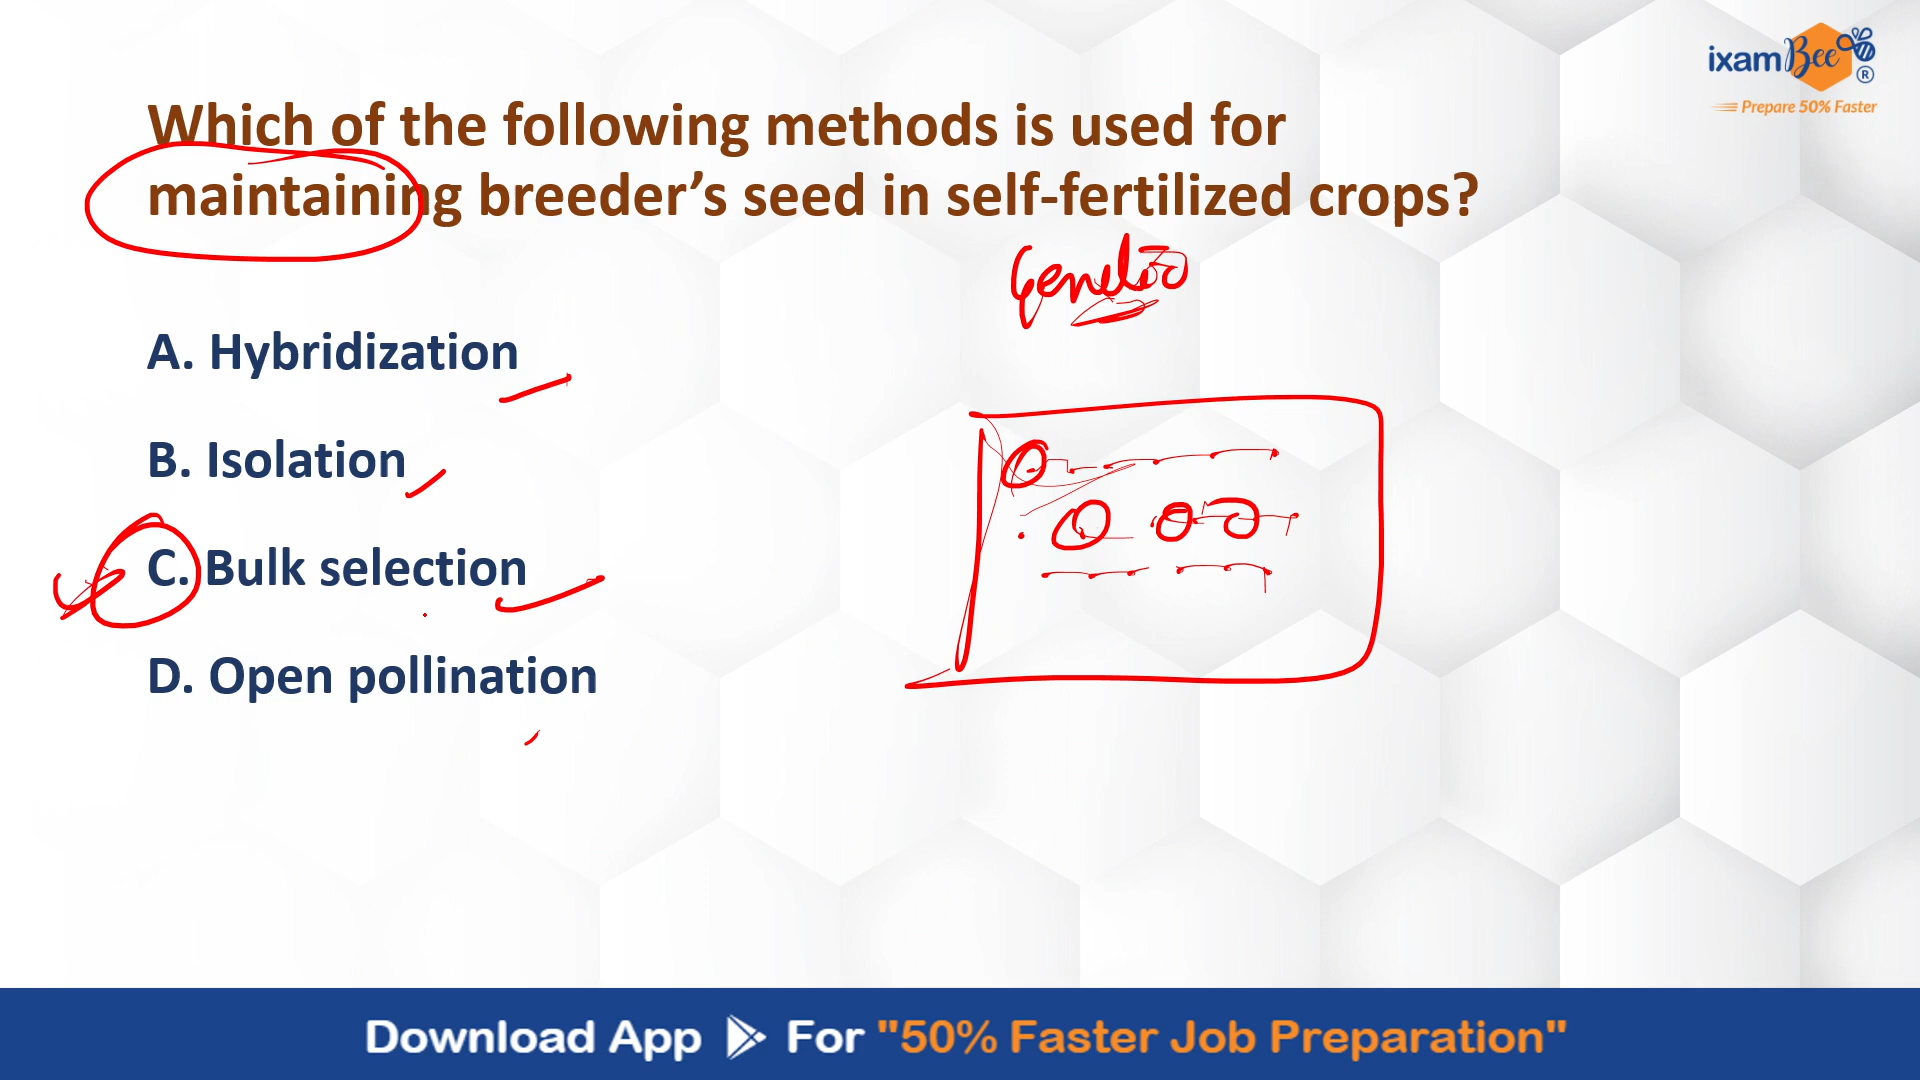 ixamBee
®
Prepare 50% Faster
Which of the following methods is used for
maintaining breeder’s seed in self-fertilized crops?
A. Hybridization
B. Isolation
C. Bulk selection
D. Open pollination
Download App For "50% Faster Job Preparation"